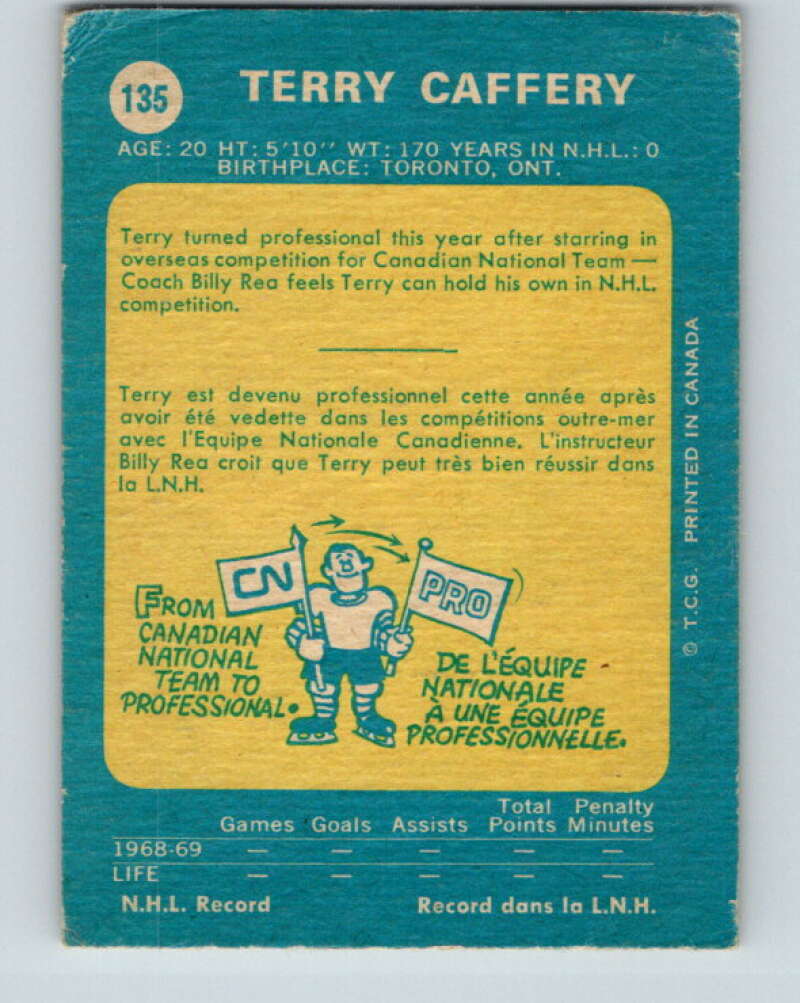 135
TERRY CAFFERY
AGE: 20 HT: 5'10'' WT: 170 YEARS IN N.H.L.: 0
BIRTHPLACE: TORONTO, ONT.
Terry turned professional this year after starring in
overseas competition for Canadian National Team —
Coach Billy Rea feels Terry can hold his own in N.H.L.
competition.
Terry est devenu professionnel cette année après
avoir été vedette dans les compétitions outre-mer
avec l'Equipe Nationale Canadienne. L'instructeur
Billy Rea croit que Terry peut très bien réussir dans
la L.N.H.
CN
PRO
FROM
CANADIAN
NATIONAL
TEAM TO
PROFESSIONAL.
DE L'ÉQUIPE
NATIONALE
À UNE ÉQUIPE
PROFESSIONNELLE.
© T.C.G. PRINTED IN CANADA
Games Goals Assists Total Points Penalty Minutes
1968-69 — — — — —
LIFE — — — — —
N.H.L. Record Record dans la L.N.H.